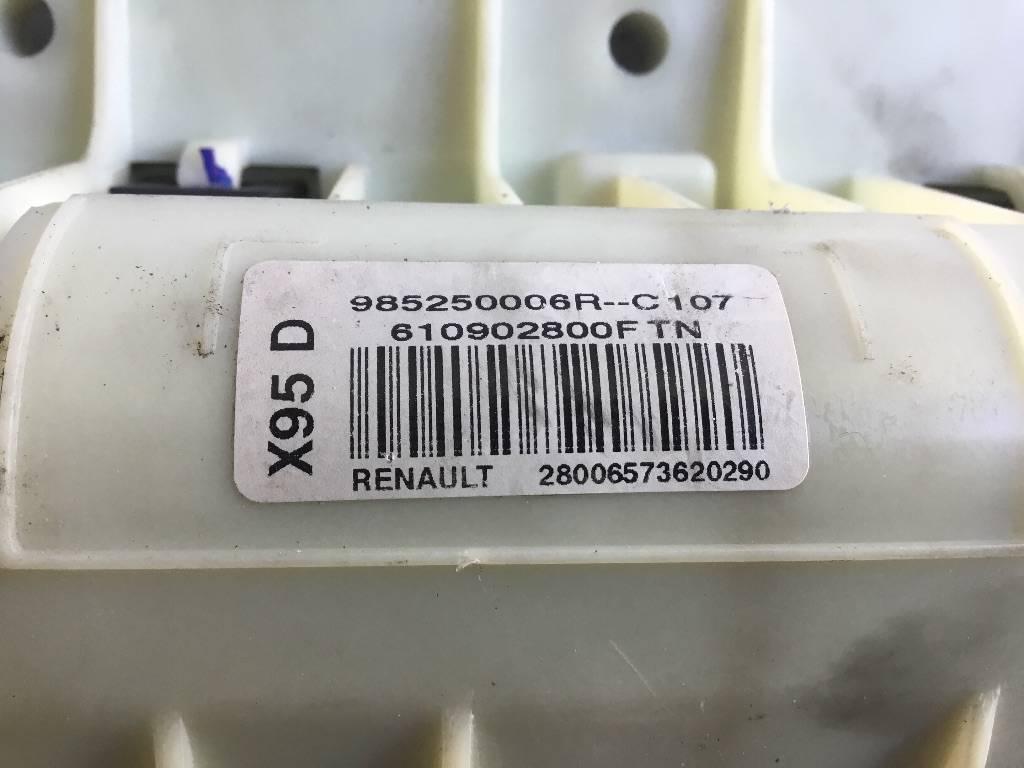 985250006R--C107
610902800F TN
X95 D
RENAULT 28006573620290